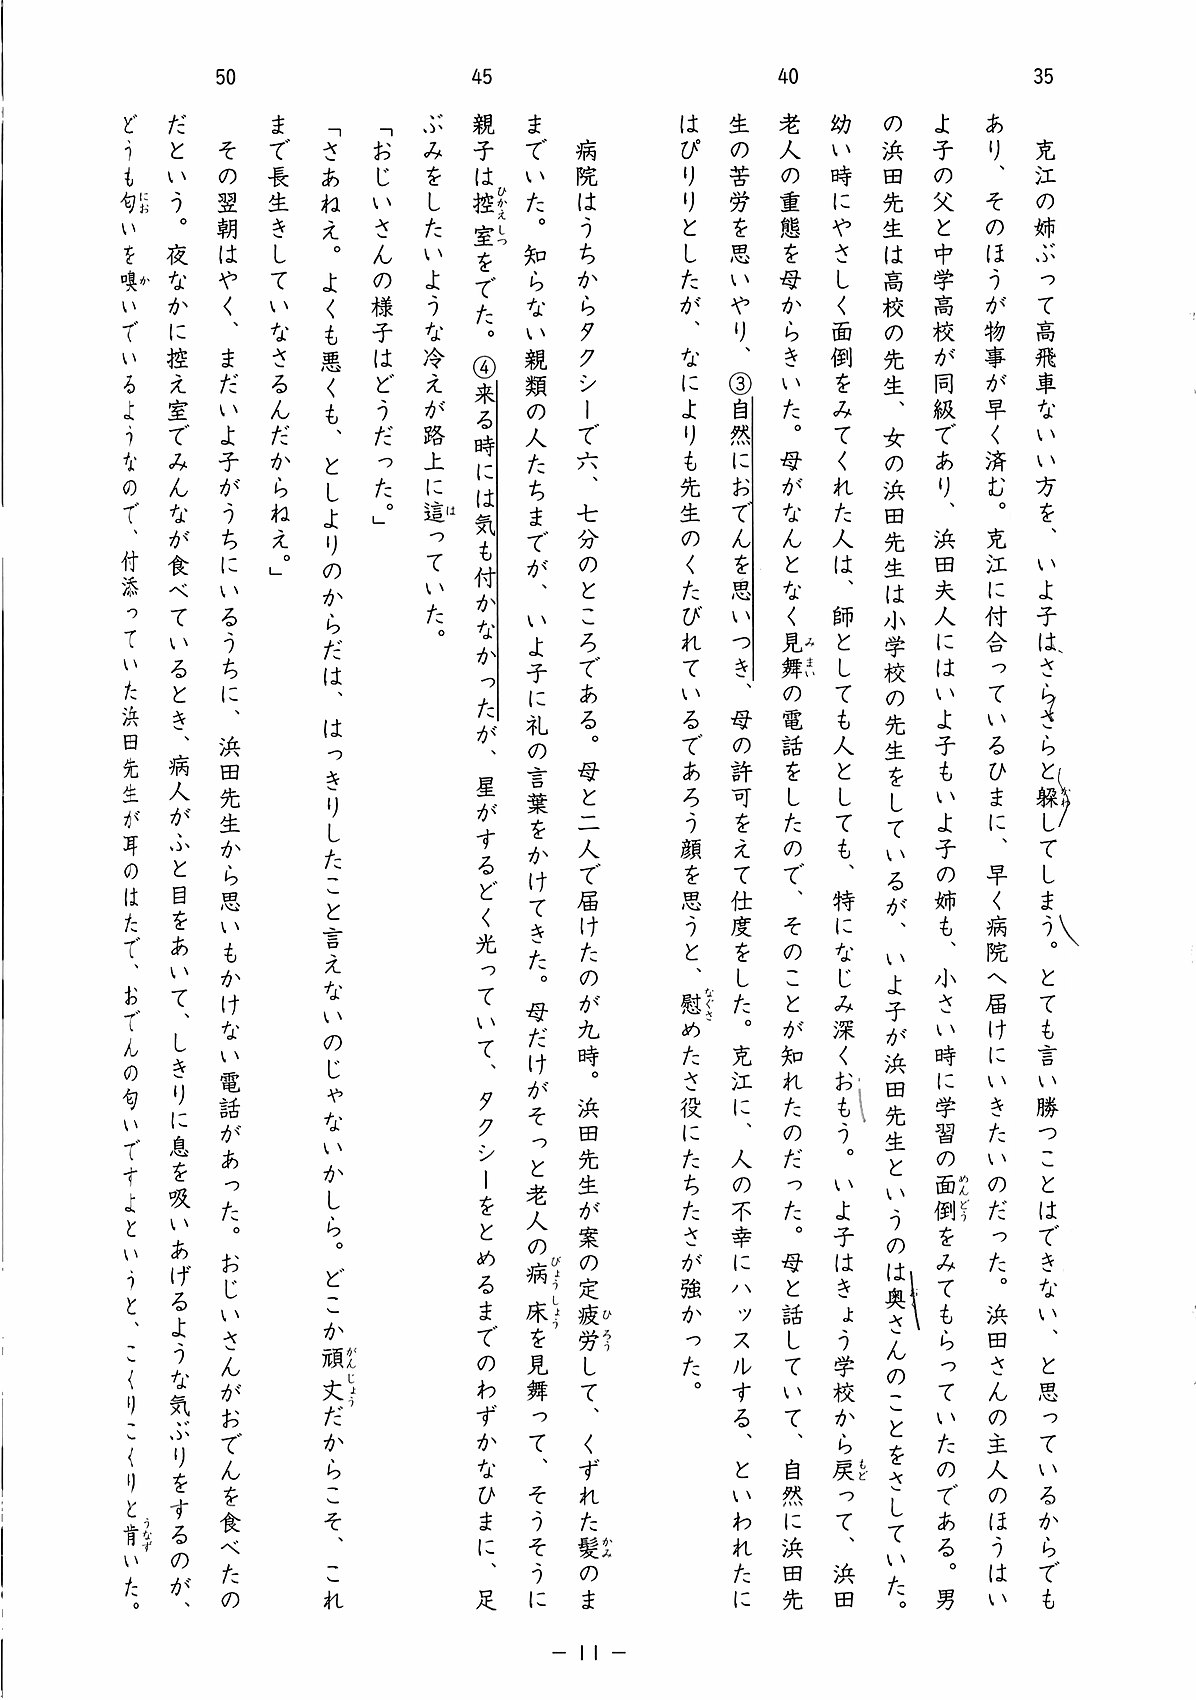 35
克江の姉ぶって高飛車ないい方を、いよ子はさらさらと躱してしまう。とても言い勝つことはできない、と思っているからでも
あり、そのほうが物事が早く済む。克江に付合っているひまに、早く病院へ届けにいきたいのだった。浜田さんの主人のほうはい
よ子の父と中学高校が同級であり、浜田夫人にはいよ子もいよ子の姉も、小さい時に学習の面倒をみてもらっていたのである。男
の浜田先生は高校の先生、女の浜田先生は小学校の先生をしているが、いよ子が浜田先生というのは奥さんのことをさしていた。
幼い時にやさしく面倒をみてくれた人は、師としても人としても、特になじみ深くおもう。いよ子はきょう学校から戻って、浜田
40
老人の重態を母からきいた。母がなんとなく見舞の電話をしたので、そのことが知れたのだった。母と話していて、自然に浜田先
生の苦労を思いやり、③自然におでんを思いつき、母の許可をえて仕度をした。克江に、人の不幸にハッスルする、といわれたに
はぴりりとしたが、なによりも先生のくたびれているであろう顔を思うと、慰めたさ役にたちたさが強かった。
病院はうちからタクシーで六、七分のところである。母と二人で届けたのが九時。浜田先生が案の定疲労して、くずれた髪のま
までいた。知らない親類の人たちまでが、いよ子に礼の言葉をかけてきた。母だけがそっと老人の病床を見舞って、そうそうに
45
親子は控室をでた。④来る時には気も付かなかったが、星がするどく光っていて、タクシーをとめるまでのわずかなひまに、足
ぶみをしたいような冷えが路上に這っていた。
「おじいさんの様子はどうだった。」
「さあねえ。よくも悪くも、としよりのからだは、はっきりしたこと言えないのじゃないかしら。どこか頑丈だからこそ、これ
まで長生きしていなさるんだからねえ。」
50
その翌朝はやく、まだいよ子がうちにいるうちに、浜田先生から思いもかけない電話があった。おじいさんがおでんを食べたの
だという。夜なかに控え室でみんなが食べているとき、病人がふと目をあいて、しきりに息を吸いあげるような気ぶりをするのが、
どうも匂いを嗅いでいるようなので、付添っていた浜田先生が耳のはたで、おでんの匂いですよというと、こくりこくりと肯いた。
― 11 ―